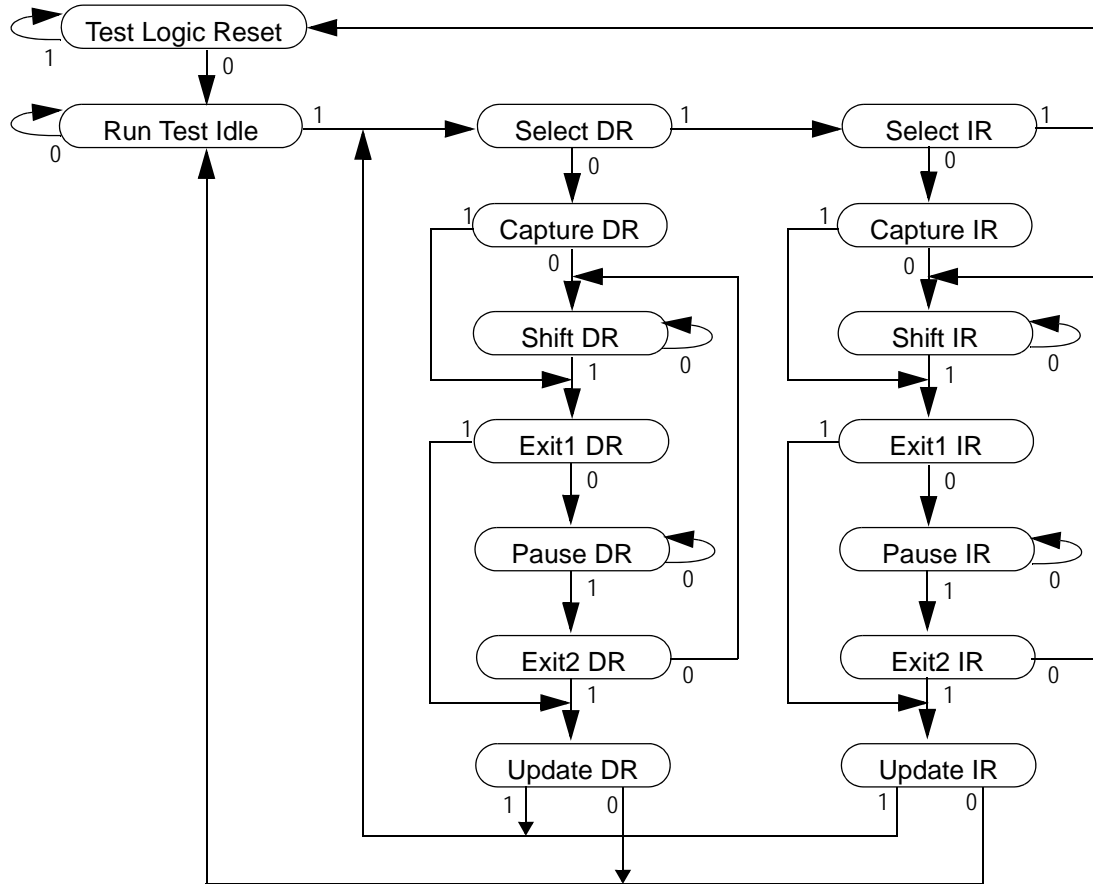 Test Logic Reset
1
0
Run Test Idle
1
0
Select DR
1
0
Select IR
1
0
1
Capture DR
0
1
Capture IR
0
Shift DR
0
1
Shift IR
0
1
1
Exit1 DR
0
1
Exit1 IR
0
Pause DR
0
1
Pause IR
0
1
Exit2 DR
0
1
Exit2 IR
0
1
Update DR
1
0
Update IR
1
0